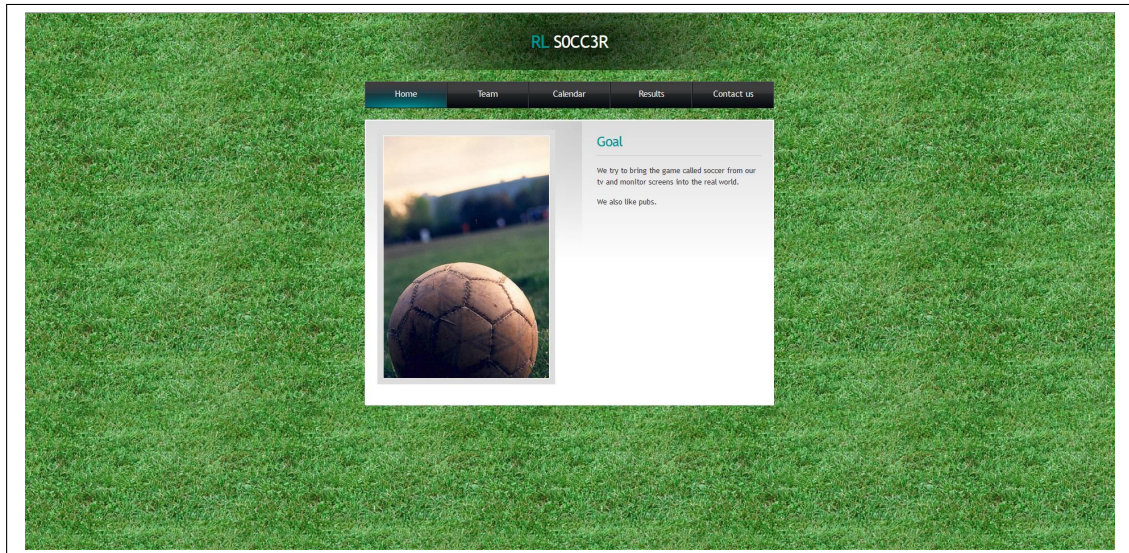 RL S0CC3R
Home Team Calendar Results Contact us
Goal
We try to bring the game called soccer from our
tv and monitor screens into the real world.
We also like pubs.